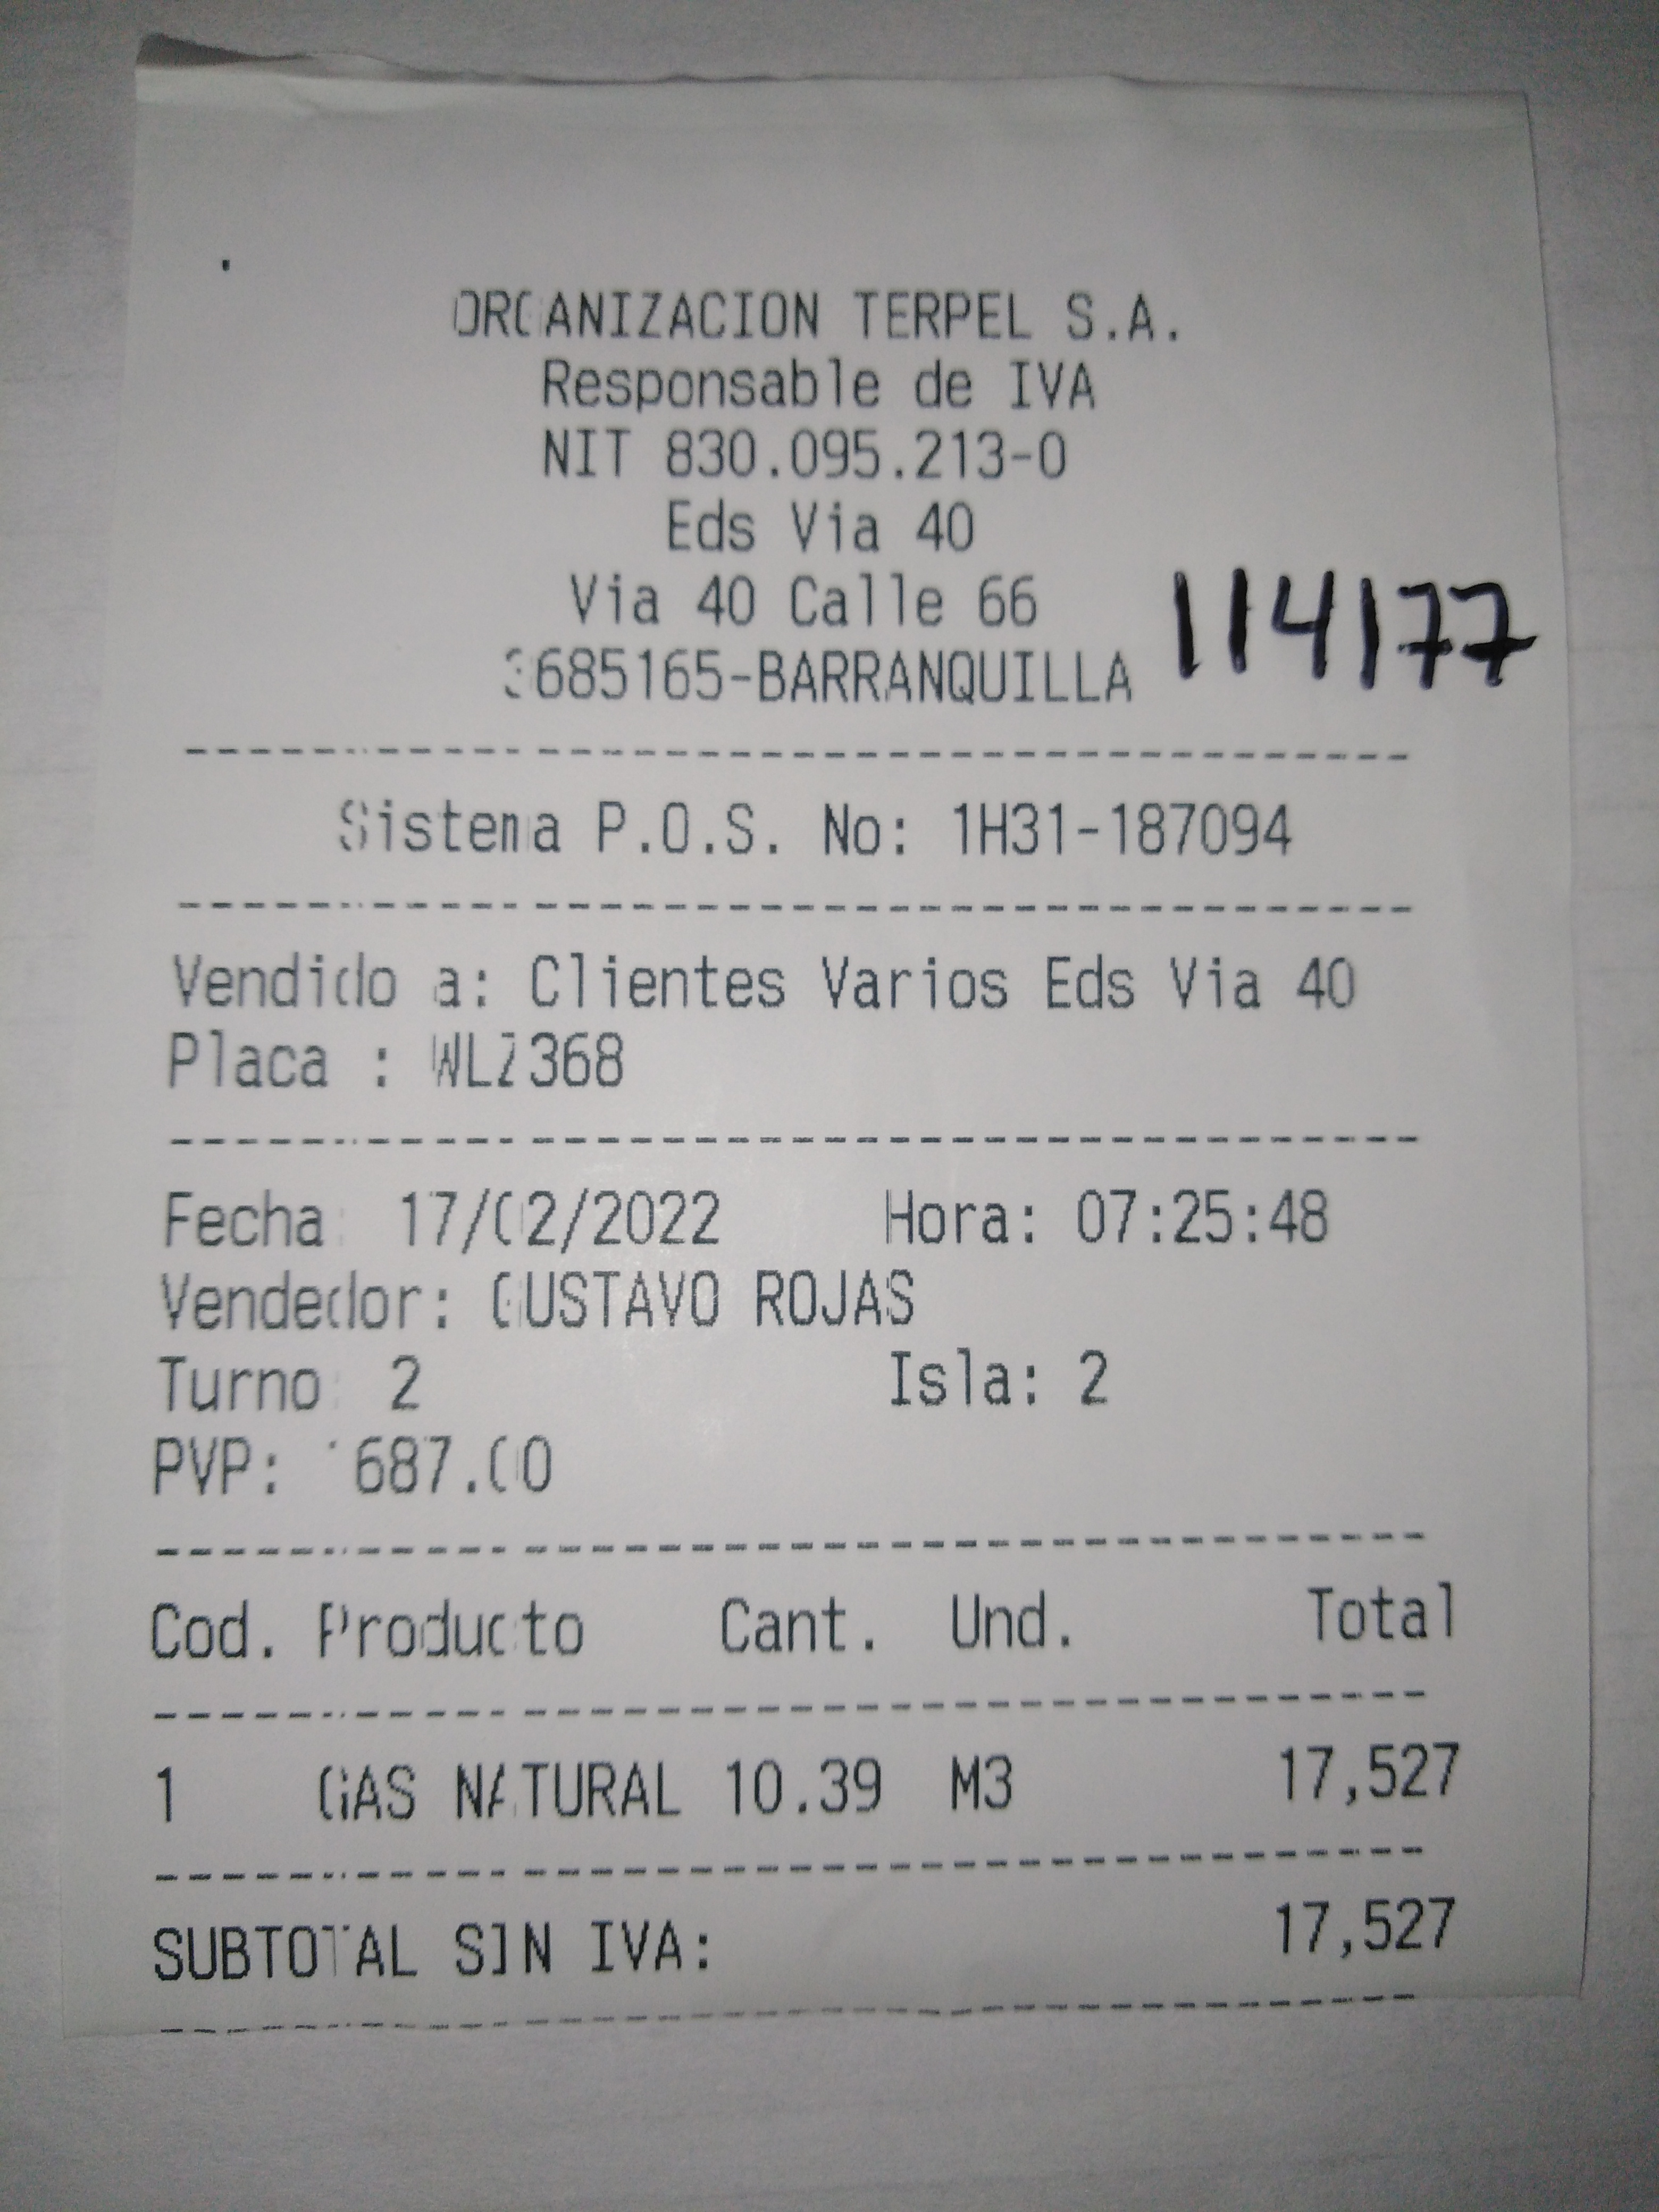 ORGANIZACION TERPEL S.A.
Responsable de IVA
NIT 830.095.213-0
Eds Via 40
Via 40 Calle 66
3685165-BARRANQUILLA
114177
Sistema P.O.S. No: 1H31-187094
Vendido a: Clientes Varios Eds Via 40
Placa : WLZ368
Fecha: 17/02/2022 Hora: 07:25:48
Vendedor: GUSTAVO ROJAS
Turno: 2 Isla: 2
PVP: 1687.00
Cod. Producto Cant. Und. Total
1 GAS NATURAL 10.39 M3 17,527
SUBTOTAL SIN IVA: 17,527